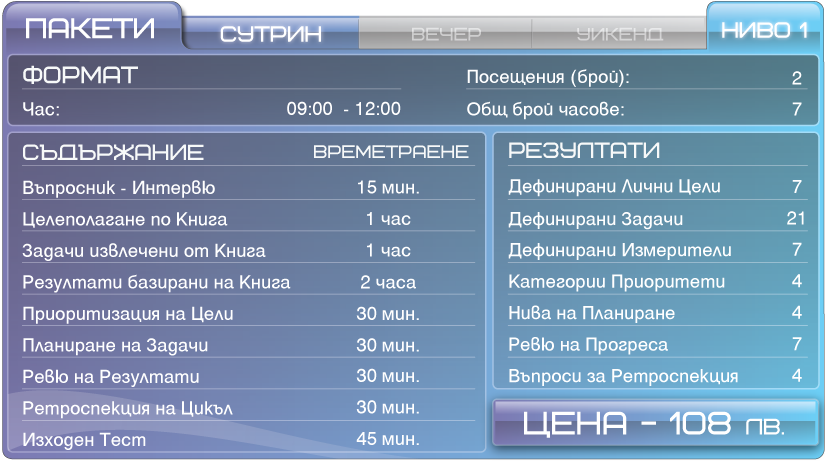 ПАКЕТИ СУТРИН ВЕЧЕР УИКЕНД НИВО 1
ФОРМАТ
Час: 09:00 - 12:00
Посещения (брой): 2
Общ брой часове: 7
СЪДЪРЖАНИЕ ВРЕМЕТРАЕНЕ
Въпросник - Интервю 15 мин.
Целеполагане по Книга 1 час
Задачи извлечени от Книга 1 час
Резултати базирани на Книга 2 часа
Приоритизация на Цели 30 мин.
Планиране на Задачи 30 мин.
Ревю на Резултати 30 мин.
Ретроспекция на Цикъл 30 мин.
Изходен Тест 45 мин.
РЕЗУЛТАТИ
Дефинирани Лични Цели 7
Дефинирани Задачи 21
Дефинирани Измерители 7
Категории Приоритети 4
Нива на Планиране 4
Ревю на Прогреса 7
Въпроси за Ретроспекция 4
ЦЕНА - 108 ЛВ.